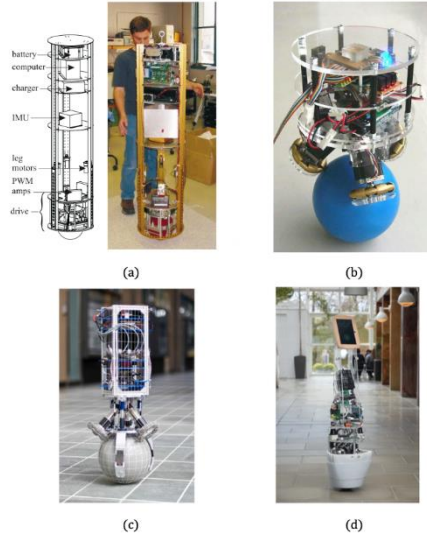 battery
computer
charger
IMU
leg
motors
PWM
amps
drive
(a)
(b)
(c)
(d)